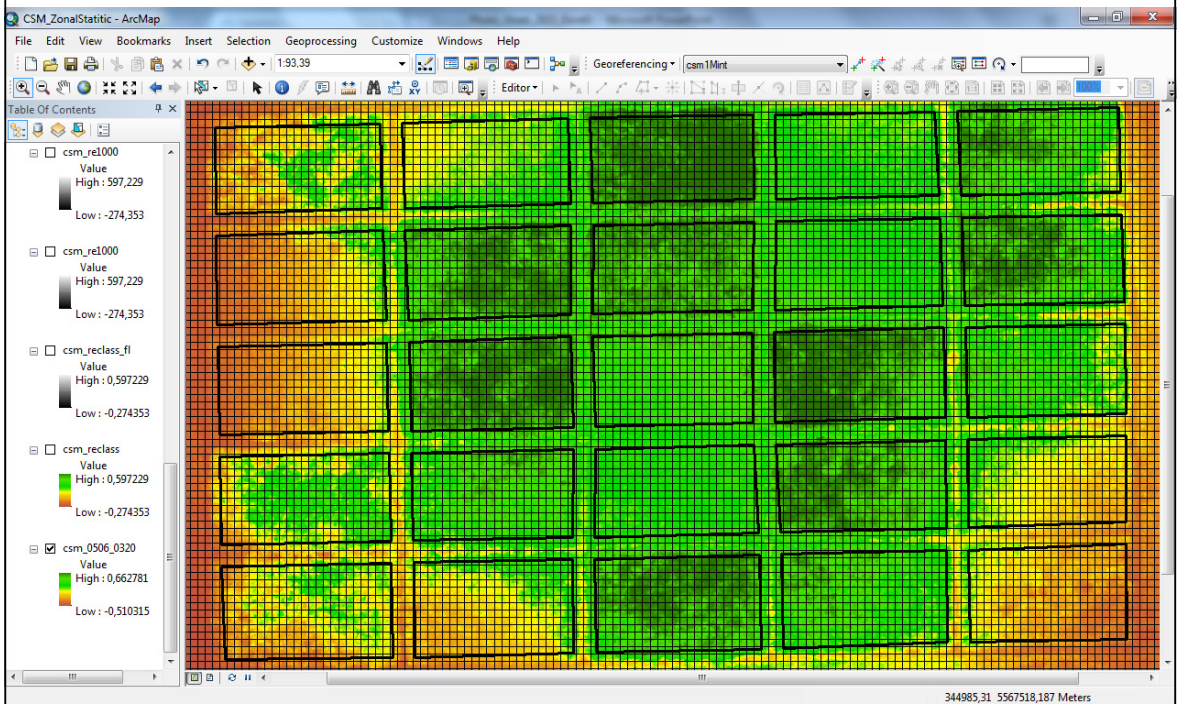 CSM_ZonalStatitic - ArcMap
File Edit View Bookmarks Insert Selection Geoprocessing Customize Windows Help
1:93,39 Georeferencing csm1Mint
Editor 100%
Table Of Contents
csm_re1000
Value
High : 597,229
Low : -274,353
csm_re1000
Value
High : 597,229
Low : -274,353
csm_reclass_fl
Value
High : 0,597229
Low : -0,274353
csm_reclass
Value
High : 0,597229
Low : -0,274353
csm_0506_0320
Value
High : 0,662781
Low : -0,510315
344985,31 5567518,187 Meters